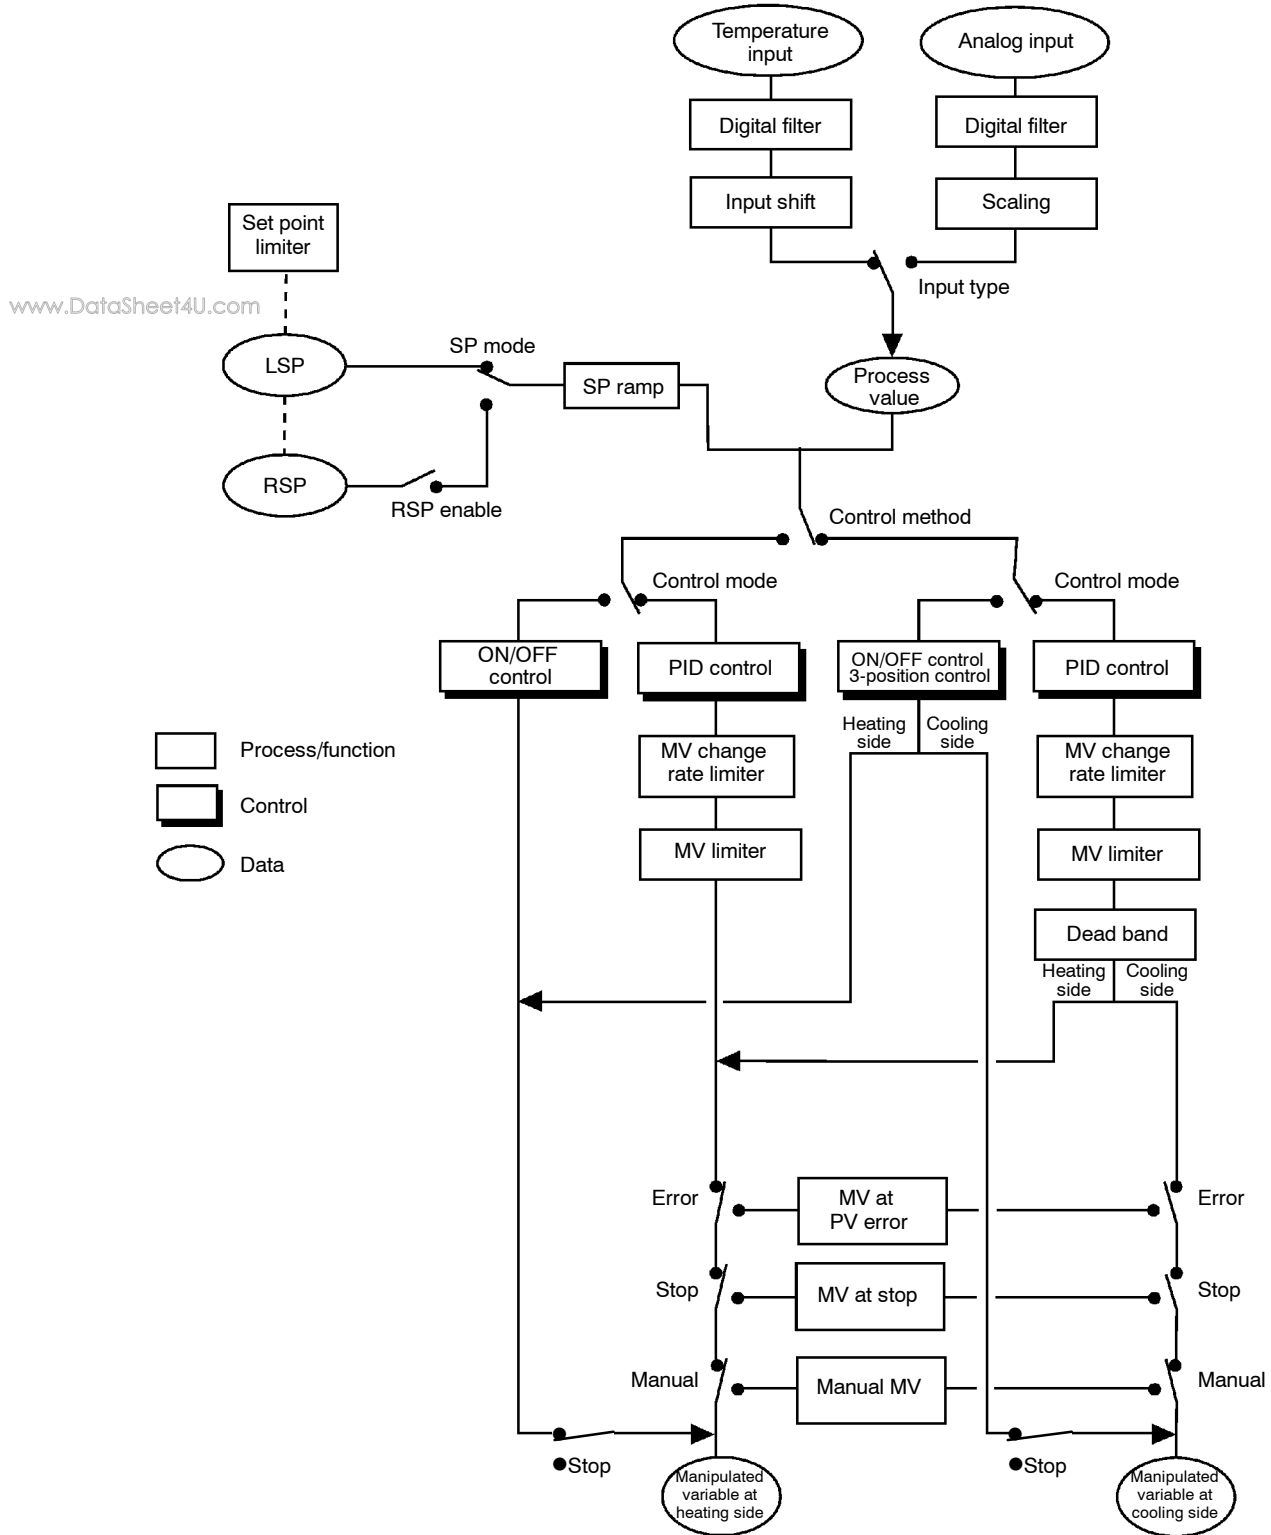 Temperature
input
Analog input
Digital filter
Digital filter
Input shift
Scaling
Set point
limiter
Input type
www.DataSheet4U.com
SP mode
LSP
SP ramp
Process
value
RSP
RSP enable
Control method
Control mode
Control mode
ON/OFF
control
PID control
ON/OFF control
3-position control
PID control
Heating
side
Cooling
side
Process/function
MV change
rate limiter
MV change
rate limiter
Control
MV limiter
MV limiter
Data
Dead band
Heating
side
Cooling
side
Error
MV at
PV error
Error
Stop
MV at stop
Stop
Manual
Manual MV
Manual
Stop
Stop
Manipulated
variable at
heating side
Manipulated
variable at
cooling side